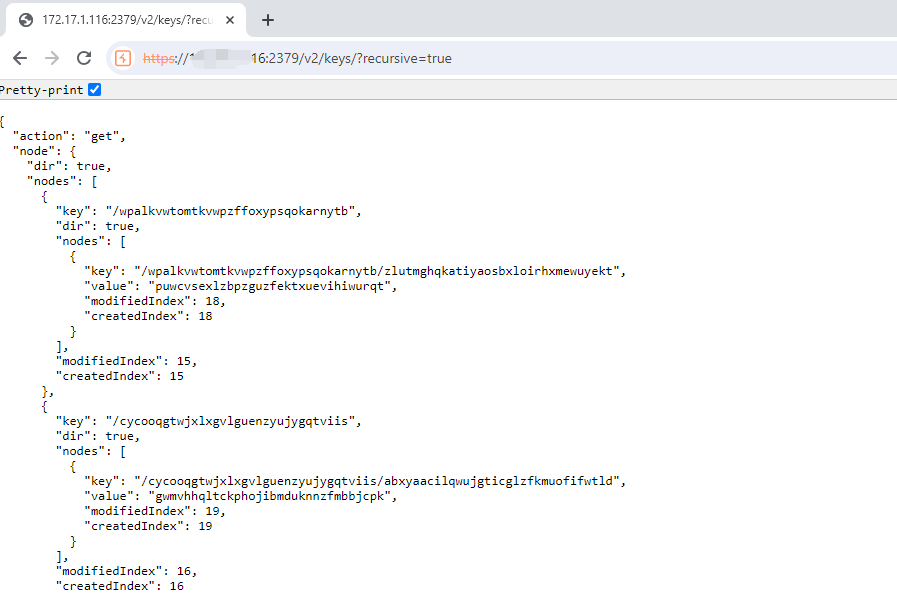 172.17.1.116:2379/v2/keys/?recu
https://1 16:2379/v2/keys/?recursive=true
Pretty-print
{
"action": "get",
"node": {
"dir": true,
"nodes": [
{
"key": "/wpalkvwtomtkvwpzffoxypsqokarnytb",
"dir": true,
"nodes": [
{
"key": "/wpalkvwtomtkvwpzffoxypsqokarnytb/zlutmghqkatiyaosbxloirhxmewuyekt",
"value": "puwcvsexlzbpzguzfektxuevihiwurqt",
"modifiedIndex": 18,
"createdIndex": 18
}
],
"modifiedIndex": 15,
"createdIndex": 15
},
{
"key": "/cycooqgtwjxlxgvlguenzyujygqtviis",
"dir": true,
"nodes": [
{
"key": "/cycooqgtwjxlxgvlguenzyujygqtviis/abxyaacilqwujgticglzfkmuofifwtld",
"value": "gwmvhhqltckphojibmduknnzfmbbjcpk",
"modifiedIndex": 19,
"createdIndex": 19
}
],
"modifiedIndex": 16,
"createdIndex": 16